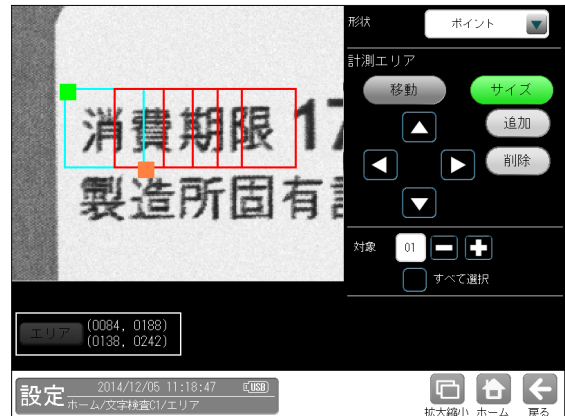 形状 ポイント
計測エリア
移動 サイズ
追加
削除
消費期限 17
製造所固有
対象 01
すべて選択
エリア (0084, 0188)
(0138, 0242)
設定 2014/12/05 11:18:47 USB
ホーム/文字検査C1/エリア
拡大縮小 ホーム 戻る